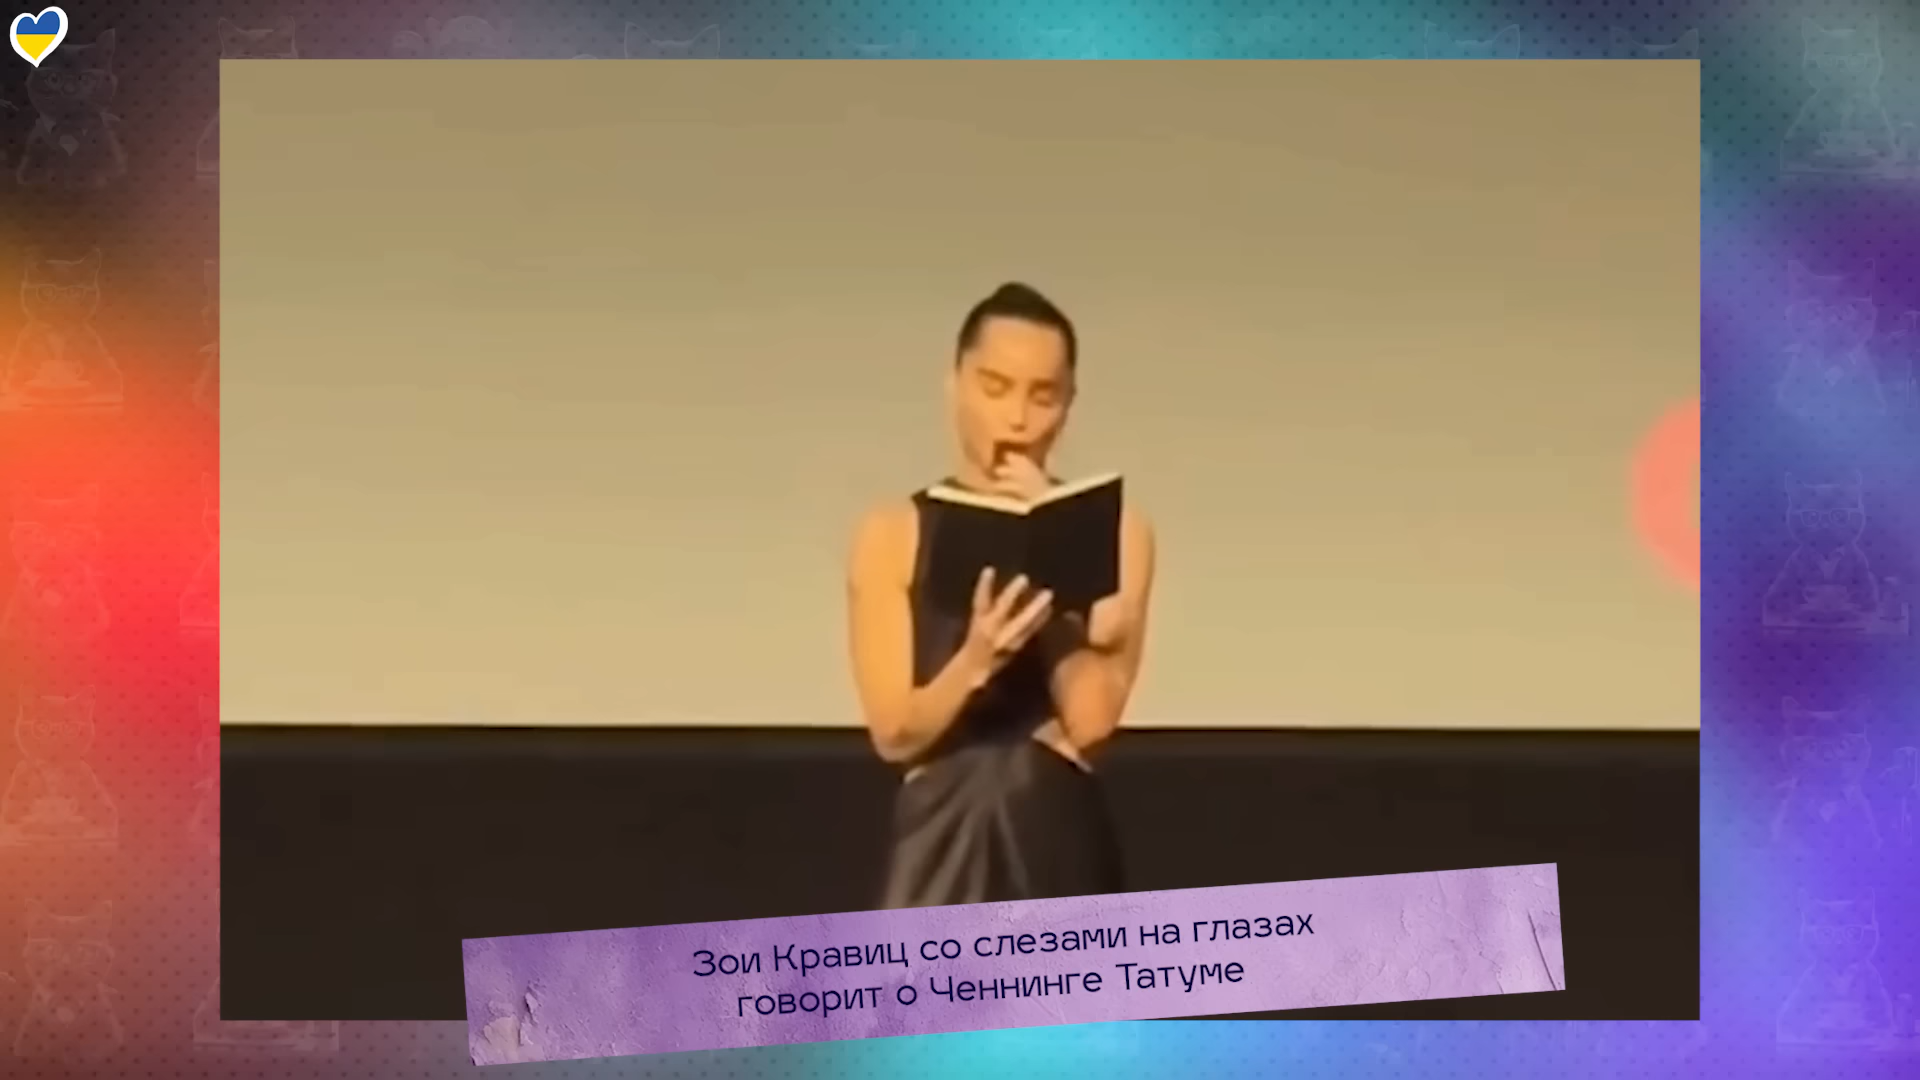 Зои Кравиц со слезами на глазах
говорит о Ченнинге Татуме